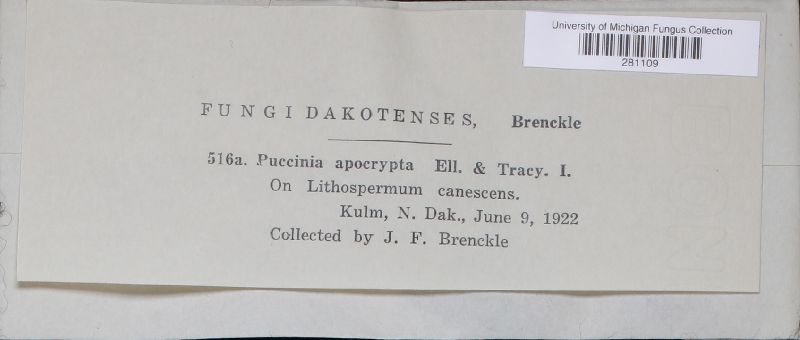 University of Michigan Fungus Collection
281109
FUNGI DAKOTENSES, Brenckle
516a. Puccinia apocrypta Ell. & Tracy. I.
On Lithospermum canescens.
Kulm, N. Dak., June 9, 1922
Collected by J. F. Brenckle